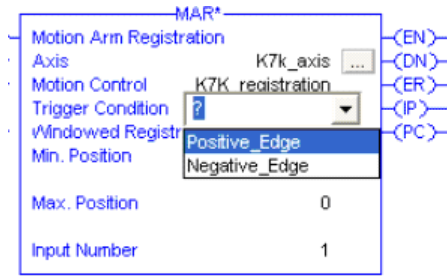 MAR*
Motion Arm Registration
Axis K7k_axis ...
Motion Control K7K_registration
Trigger Condition ?
Windowed Registr
Positive_Edge
Negative_Edge
Min. Position
Max. Position 0
Input Number 1
(EN)
(DN)
(ER)
(IP)
(PC)